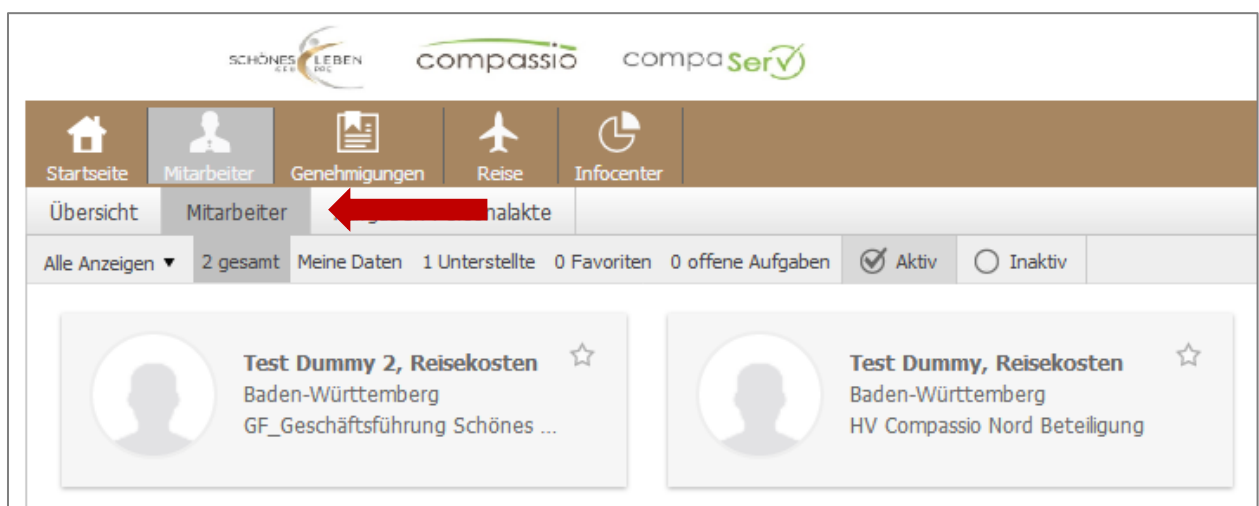 SCHÖNES LEBEN compassio compaServ
Startseite Mitarbeiter Genehmigungen Reise Infocenter
Übersicht Mitarbeiter
Alle Anzeigen ▼ 2 gesamt Meine Daten 1 Unterstellte 0 Favoriten 0 offene Aufgaben Aktiv Inaktiv
Test Dummy 2, Reisekosten
Baden-Württemberg
GF_Geschäftsführung Schönes ...
Test Dummy, Reisekosten
Baden-Württemberg
HV Compassio Nord Beteiligung